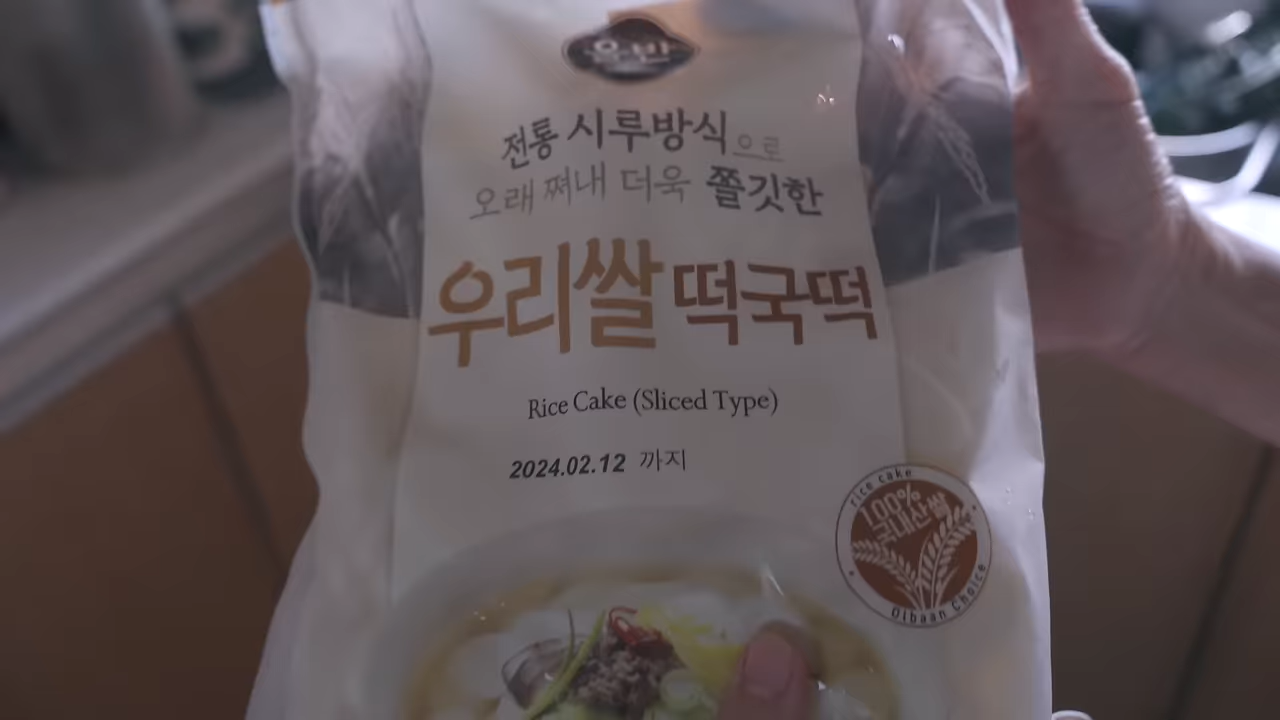 올반
전통 시루방식으로
오래 쪄내 더욱 쫄깃한
우리쌀 떡국떡
Rice Cake (Sliced Type)
2024.02.12 까지
rice cake
100%
국내산 쌀
Olbaan Choice